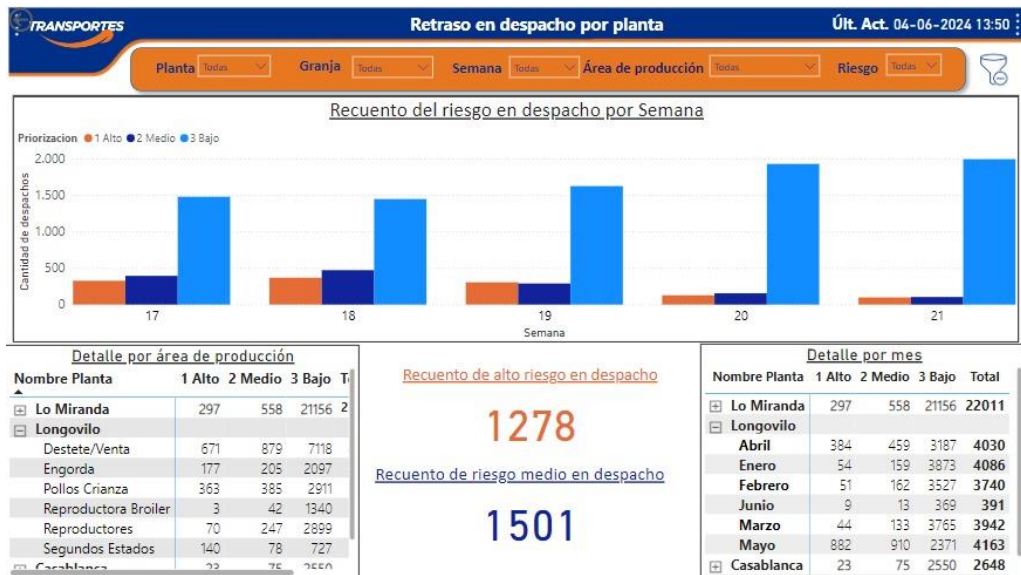 TRANSPORTES
Retraso en despacho por planta
Últ. Act. 04-06-2024 13:50
Planta Todas Granja Todas Semana Todas Área de producción Todas Riesgo Todas
Recuento del riesgo en despacho por Semana
Priorizacion 1 Alto 2 Medio 3 Bajo
Cantidad de despachos
2.000
1.500
1.000
500
0
17 18 19 20 21
Semana
Detalle por área de producción
Nombre Planta 1 Alto 2 Medio 3 Bajo
Lo Miranda 297 558 21156 2
Longovilo
Destete/Venta 671 879 7118
Engorda 177 205 2097
Pollos Crianza 363 385 2911
Reproductora Broiler 3 42 1340
Reproductores 70 247 2899
Segundos Estados 140 78 727
Casablanca 23 75 2550
Recuento de alto riesgo en despacho
1278
Recuento de riesgo medio en despacho
1501
Detalle por mes
Nombre Planta 1 Alto 2 Medio 3 Bajo Total
Lo Miranda 297 558 21156 22011
Longovilo
Abril 384 459 3187 4030
Enero 54 159 3873 4086
Febrero 51 162 3527 3740
Junio 9 13 369 391
Marzo 44 133 3765 3942
Mayo 882 910 2371 4163
Casablanca 23 75 2550 2648